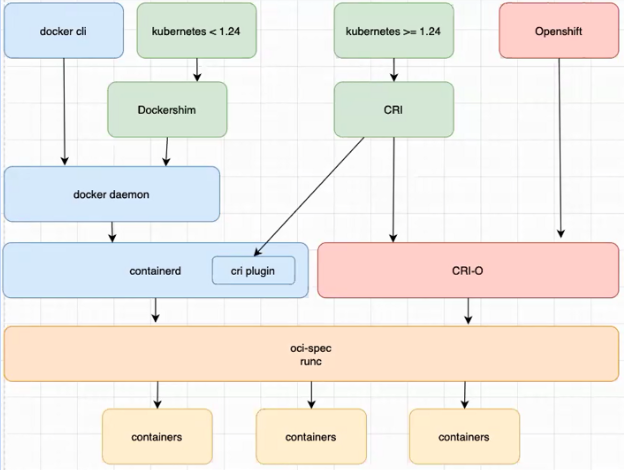 docker cli
kubernetes < 1.24
kubernetes >= 1.24
Openshift
Dockershim
CRI
docker daemon
containerd
cri plugin
CRI-O
oci-spec
runc
containers
containers
containers